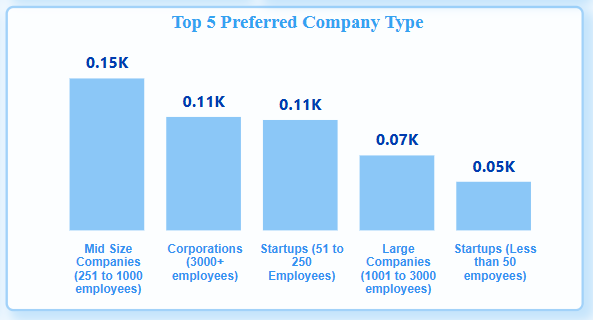 Top 5 Preferred Company Type
0.15K
0.11K
0.11K
0.07K
0.05K
Mid Size
Companies
(251 to 1000
employees)
Corporations
(3000+
employees)
Startups (51 to
250
Employees)
Large
Companies
(1001 to 3000
employees)
Startups (Less
than 50
empoyees)